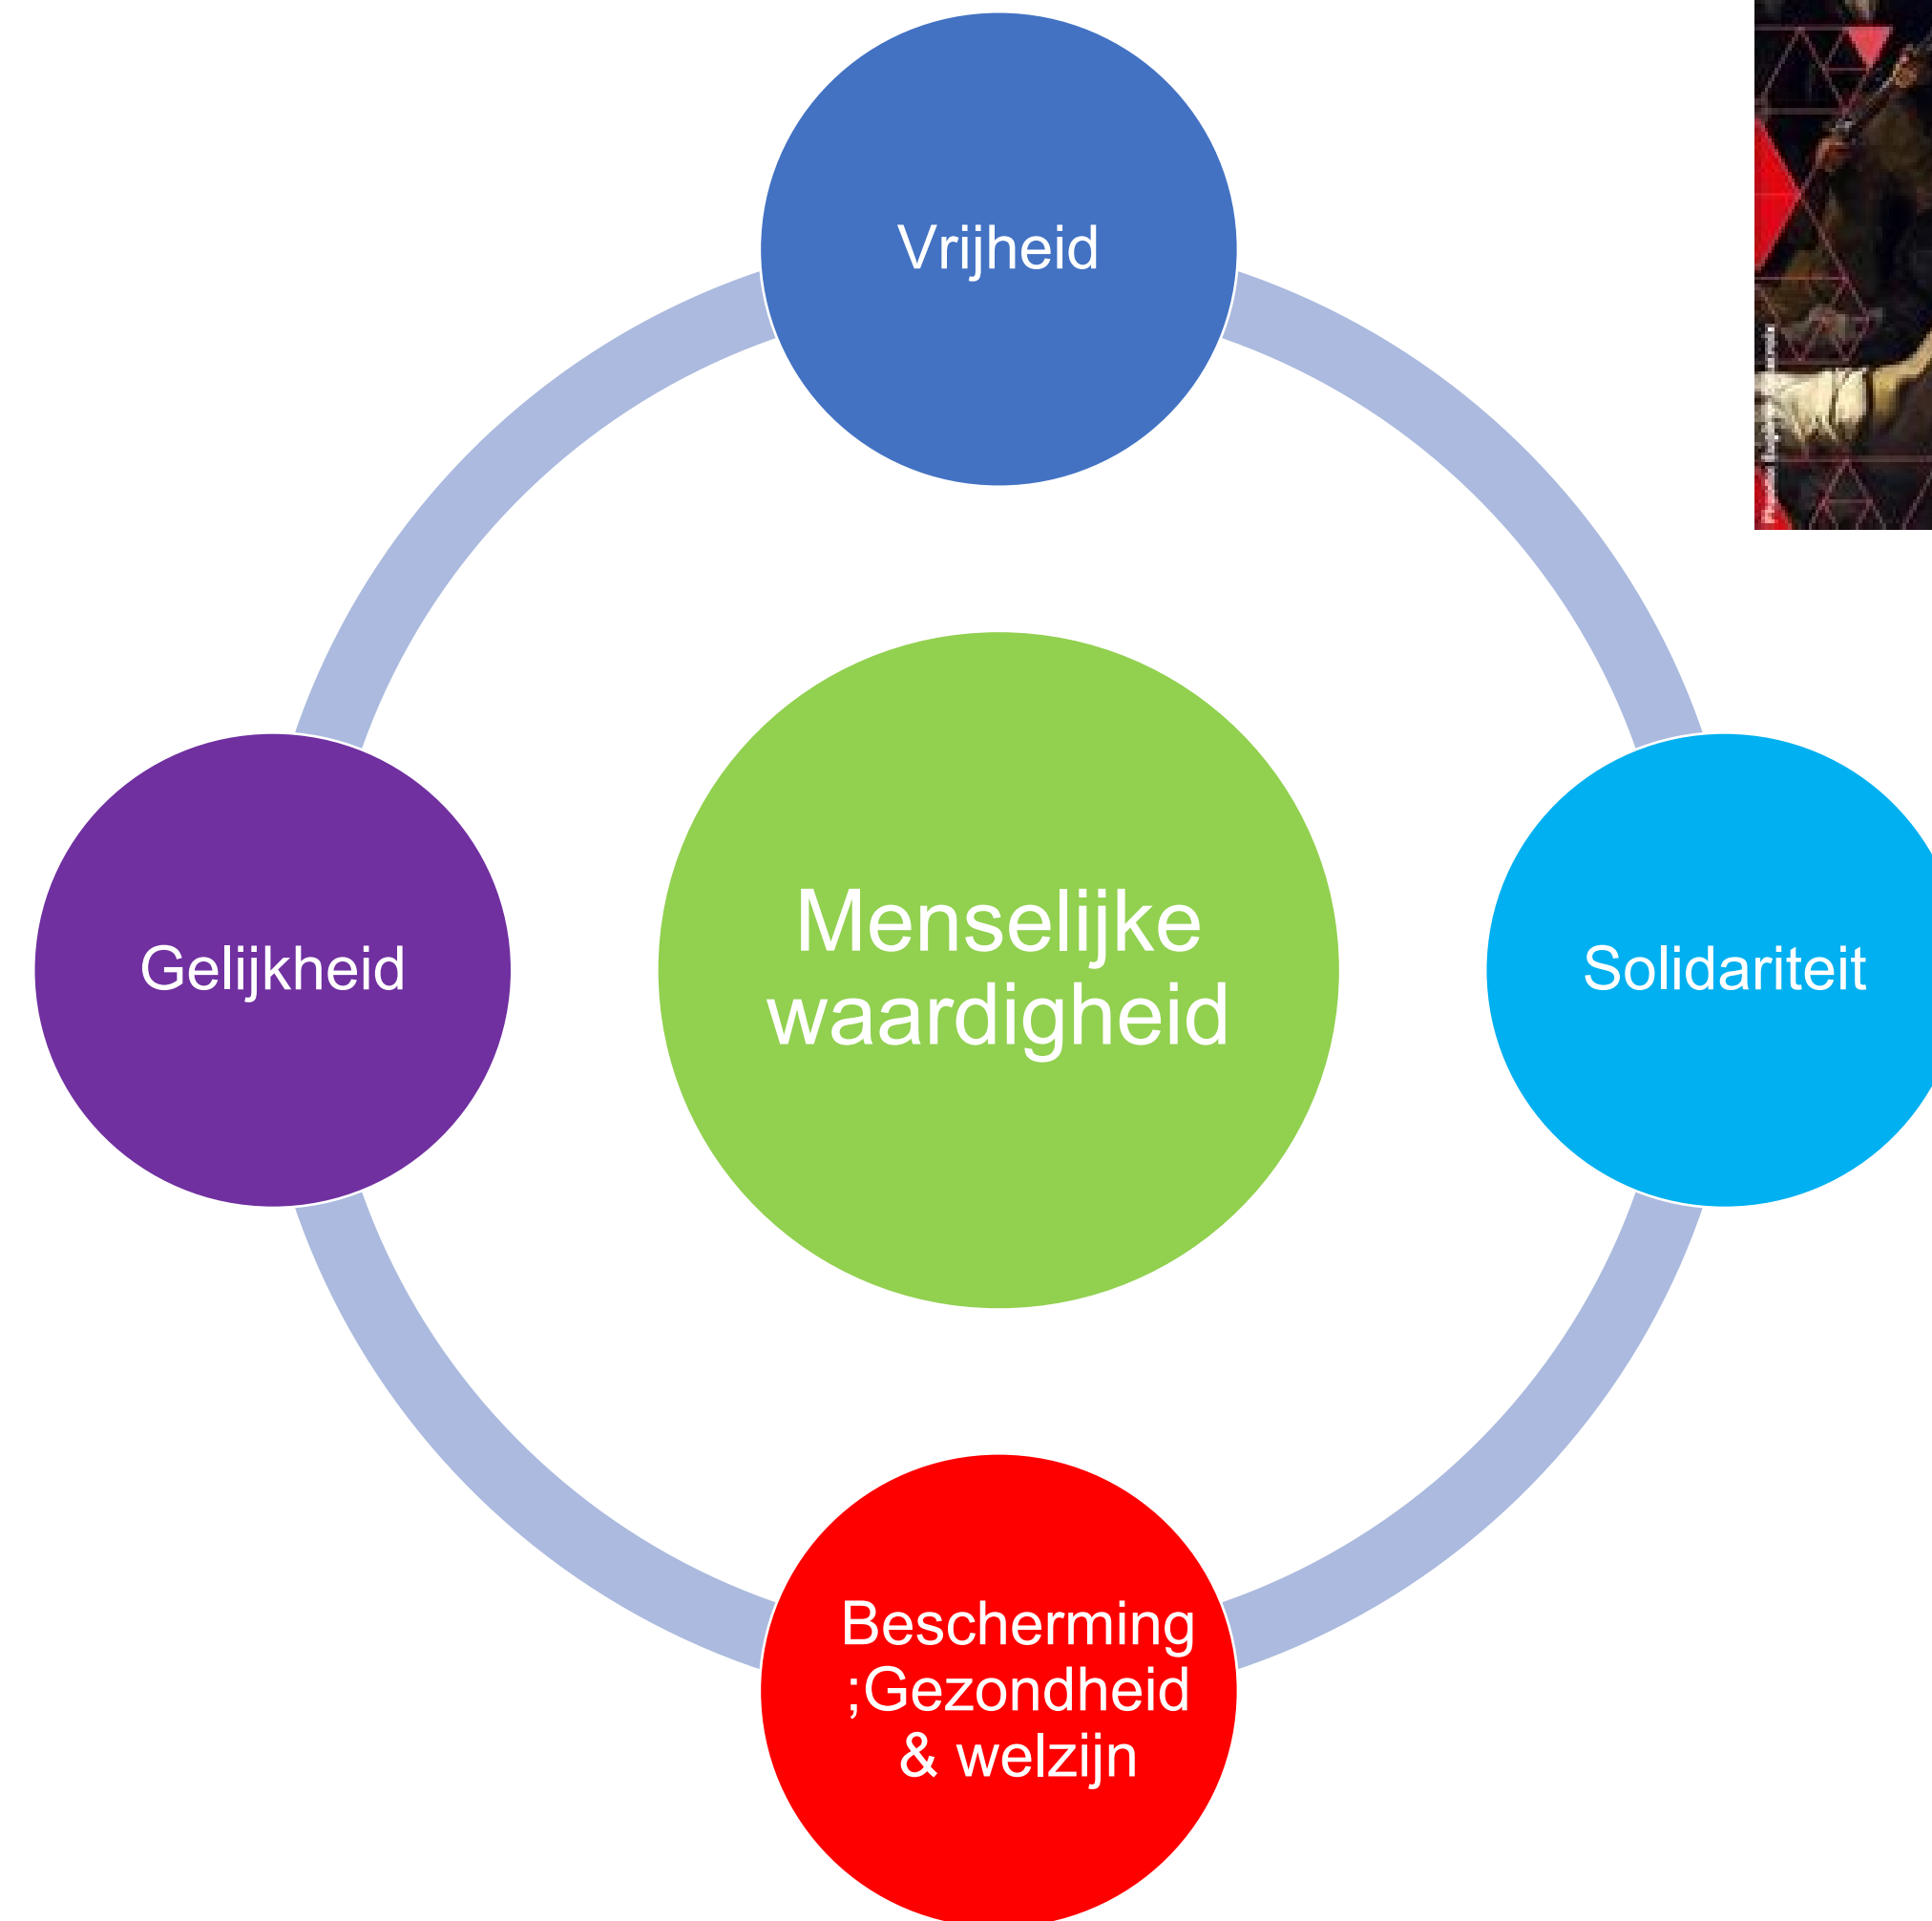 Vrijheid
Gelijkheid
Menselijke
waardigheid
Solidariteit
Bescherming
;Gezondheid
& welzijn